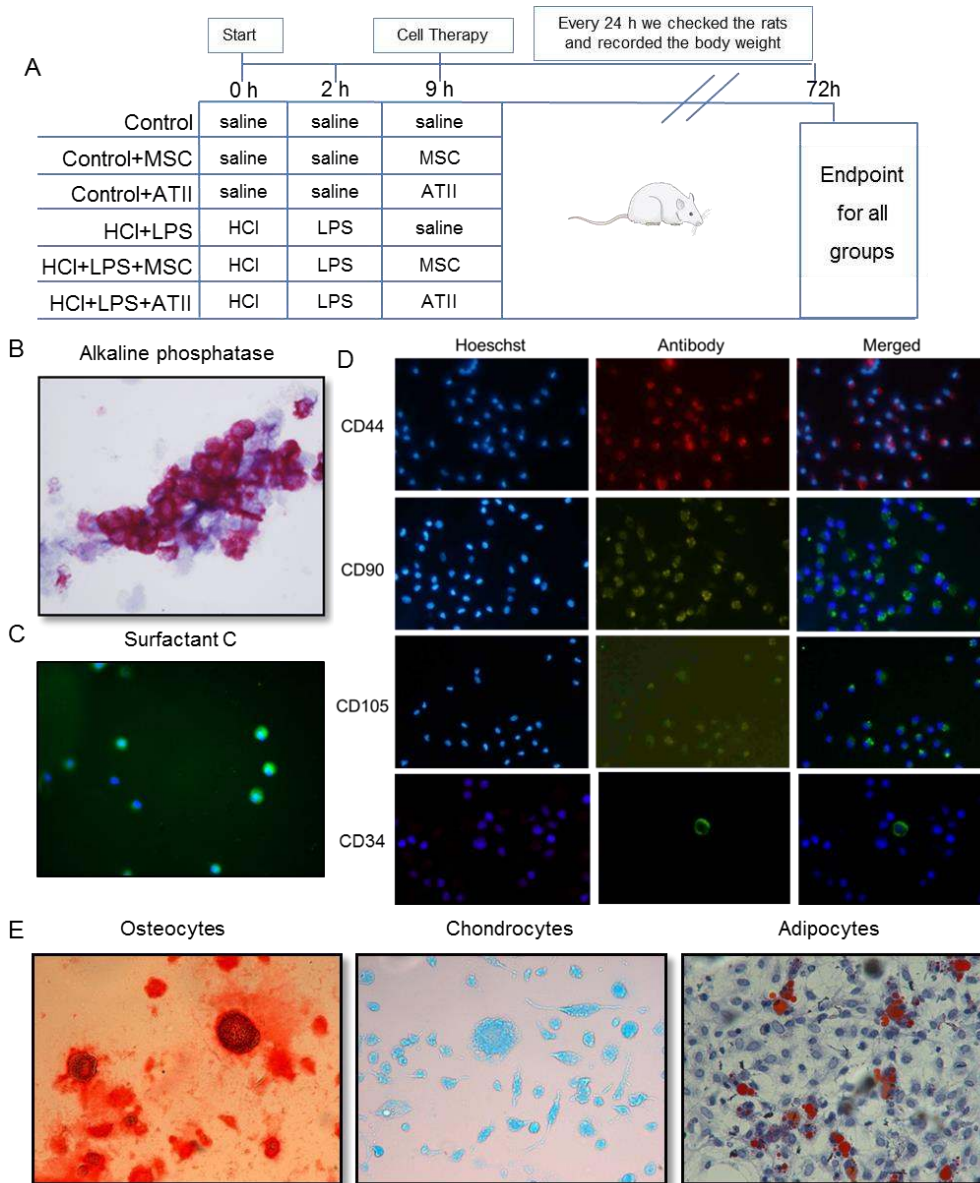 A
Start
Cell Therapy
Every 24 h we checked the rats
and recorded the body weight
0 h
2 h
9 h
72h
Control
saline
saline
saline
Control+MSC
saline
saline
MSC
Control+ATII
saline
saline
ATII
HCl+LPS
HCl
LPS
saline
HCl+LPS+MSC
HCl
LPS
MSC
HCl+LPS+ATII
HCl
LPS
ATII
Endpoint
for all
groups
B
Alkaline phosphatase
C
Surfactant C
D
Hoeschst
Antibody
Merged
CD44
CD90
CD105
CD34
E
Osteocytes
Chondrocytes
Adipocytes